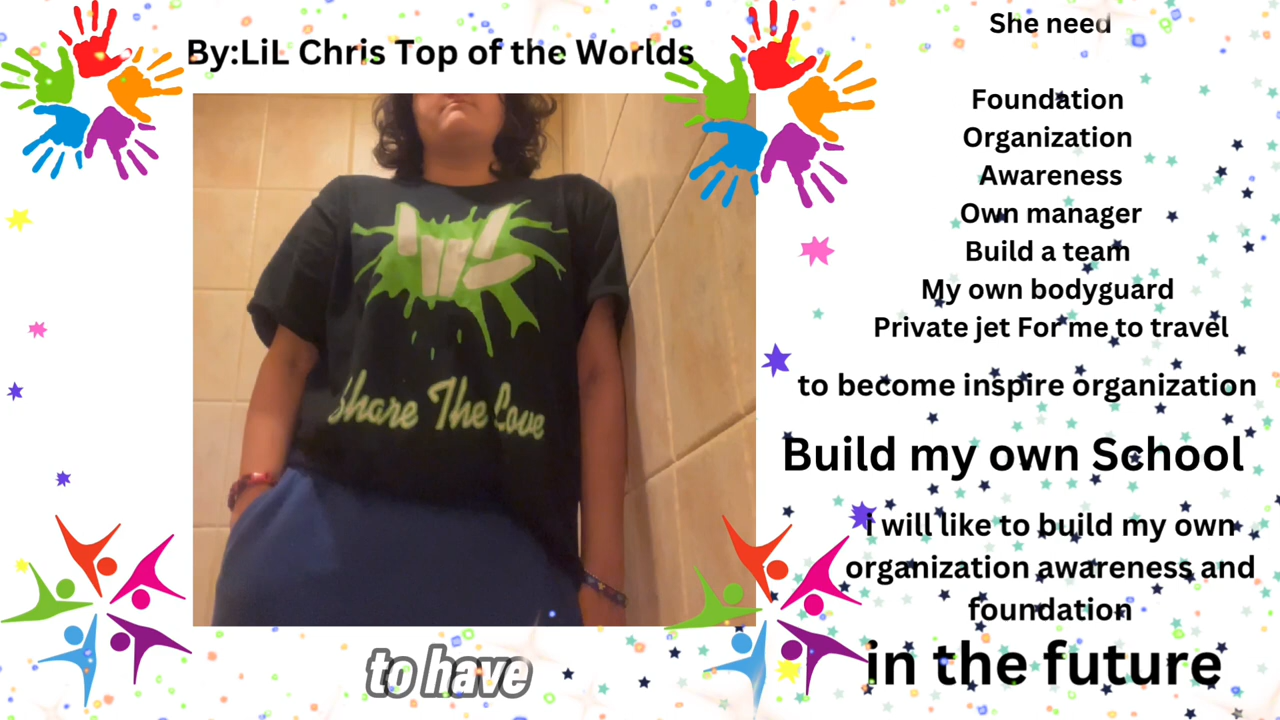 By:LiL Chris Top of the Worlds
Share The Love
to have
She need
Foundation
Organization
Awareness
Own manager
Build a team
My own bodyguard
Private jet For me to travel
to become inspire organization
Build my own School
i will like to build my own
organization awareness and
foundation
in the future